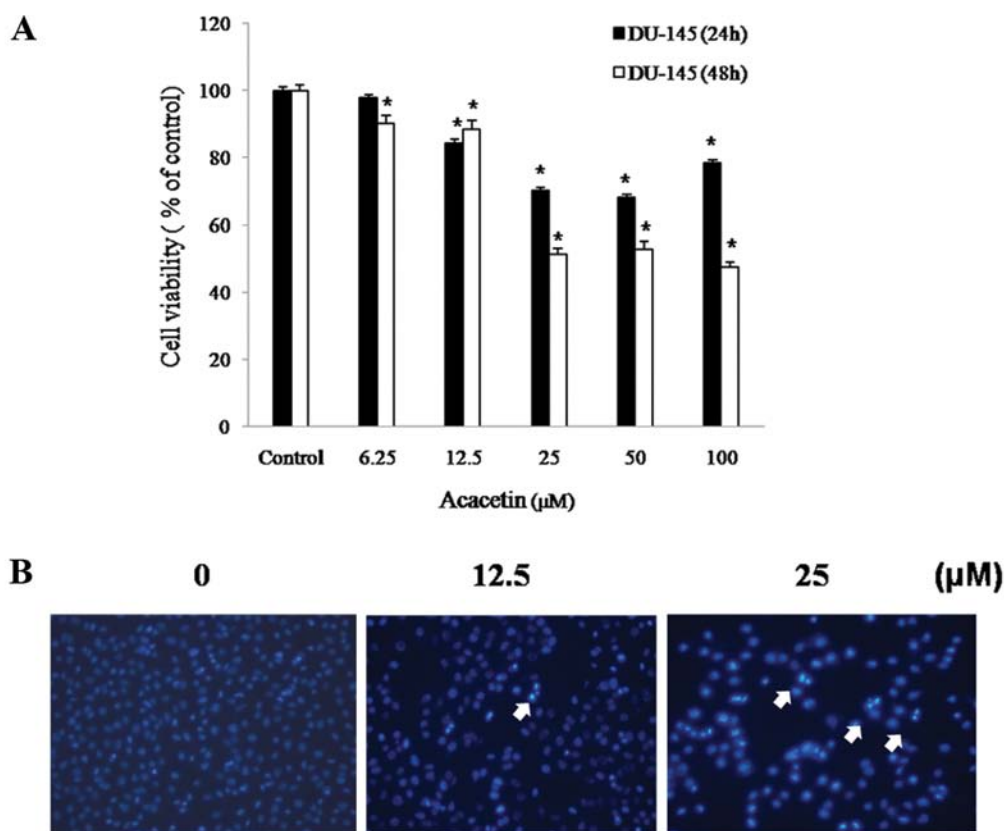 A
120
100
80
60
40
20
0
Cell viability ( % of control)
■ DU-145 (24h)
□ DU-145 (48h)
* * * * * * * * *
Control 6.25 12.5 25 50 100
Acacetin (μM)
B
0 12.5 25 (μM)